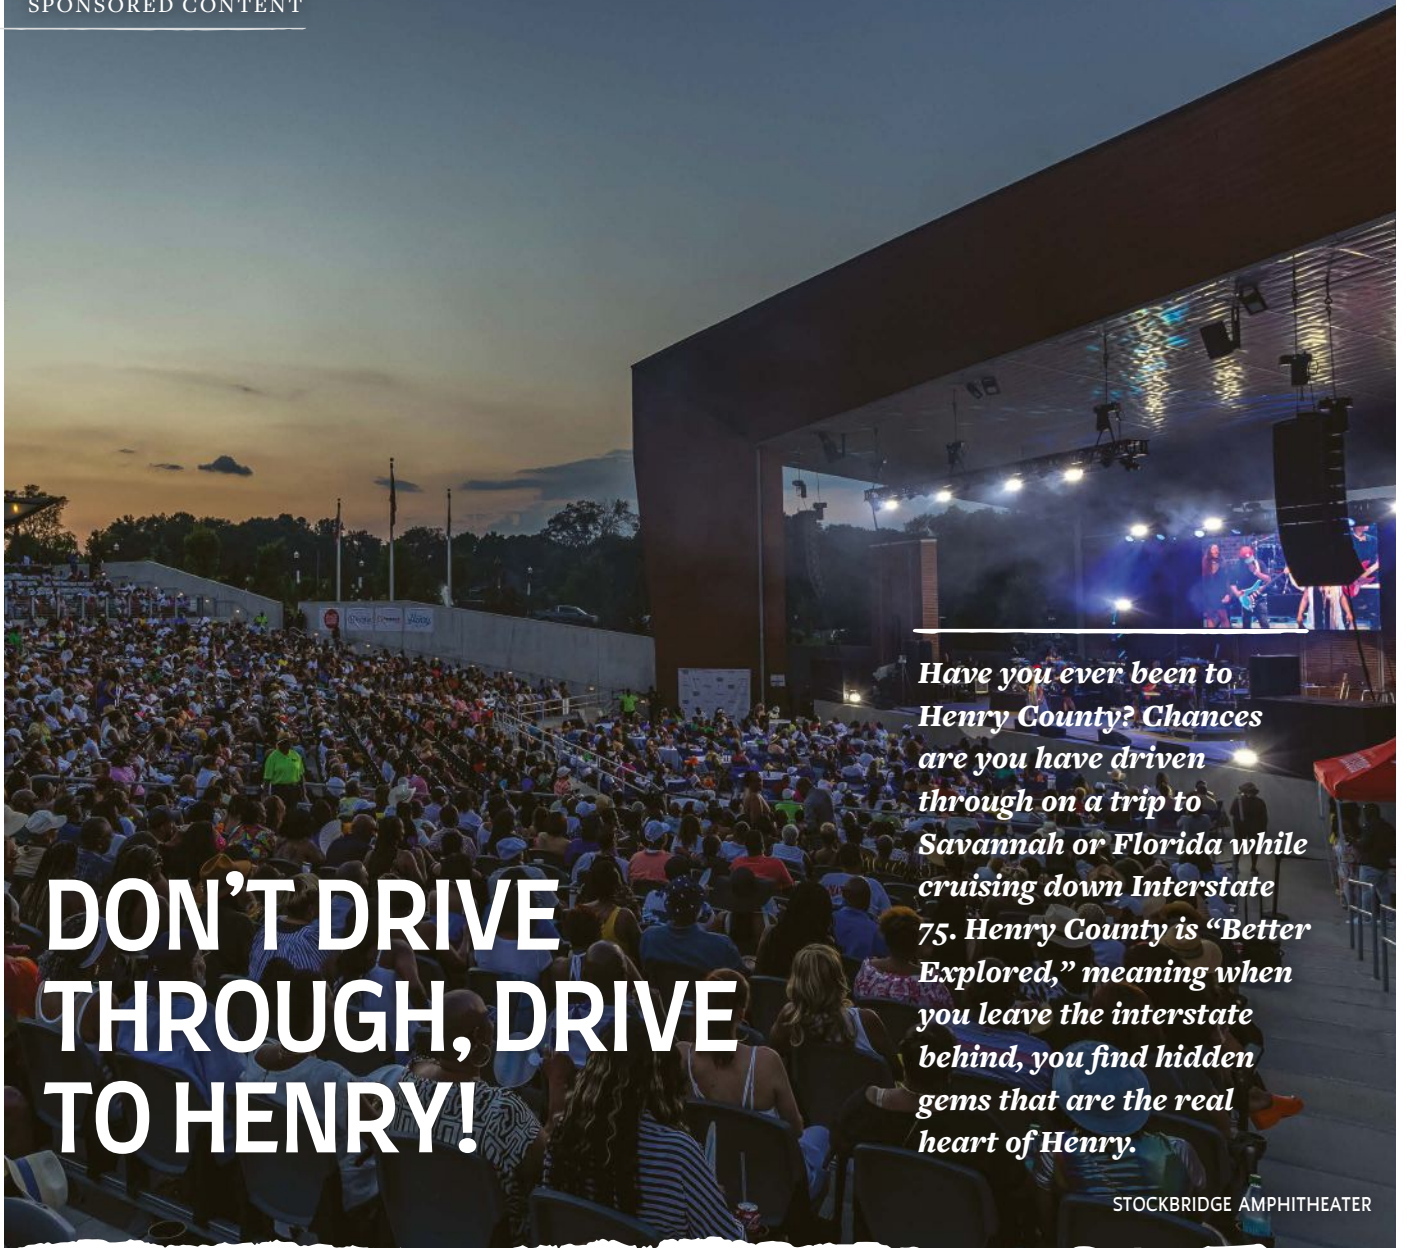 SPONSORED CONTENT
DON’T DRIVE
THROUGH, DRIVE
TO HENRY!
Have you ever been to
Henry County? Chances
are you have driven
through on a trip to
Savannah or Florida while
cruising down Interstate
75. Henry County is “Better
Explored,” meaning when
you leave the interstate
behind, you find hidden
gems that are the real
heart of Henry.
STOCKBRIDGE AMPHITHEATER